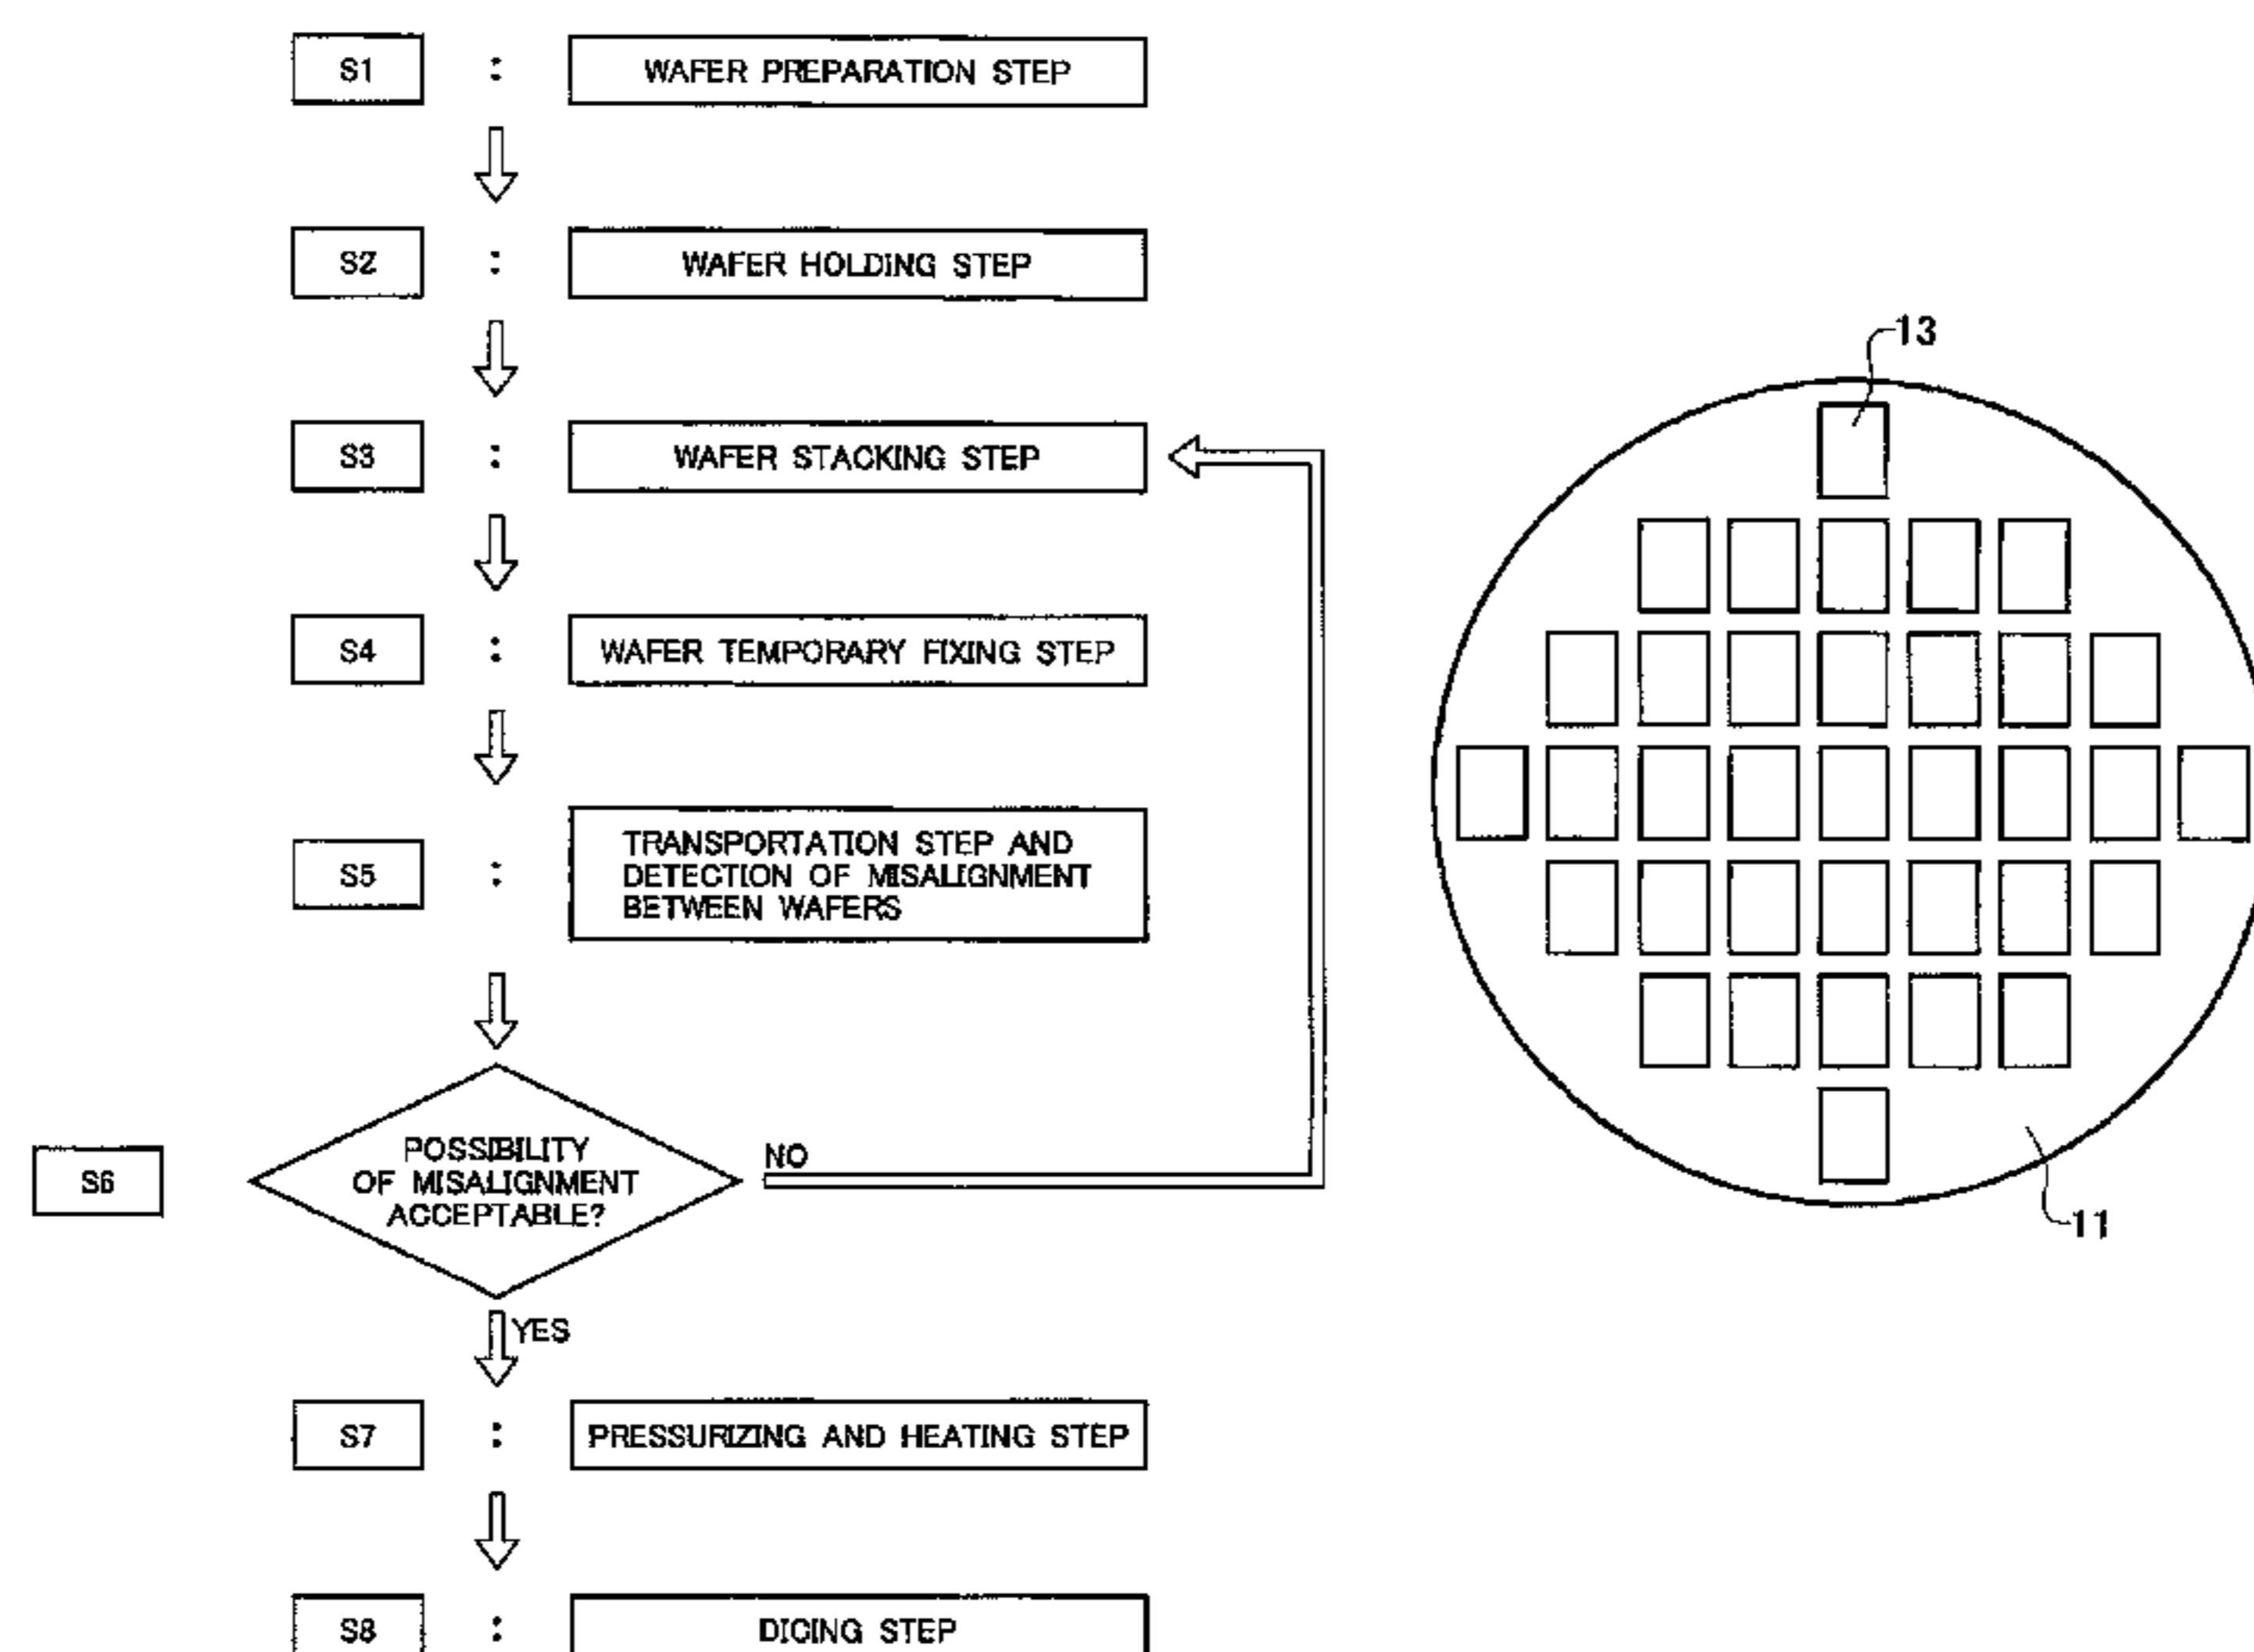 S1 : WAFER PREPARATION STEP
S2 : WAFER HOLDING STEP
S3 : WAFER STACKING STEP
S4 : WAFER TEMPORARY FIXING STEP
S5 : TRANSPORTATION STEP AND
DETECTION OF MISALIGNMENT
BETWEEN WAFERS
S6
POSSIBILITY
OF MISALIGNMENT
ACCEPTABLE?
NO
YES
S7 : PRESSURIZING AND HEATING STEP
S8 : DICING STEP
13
11